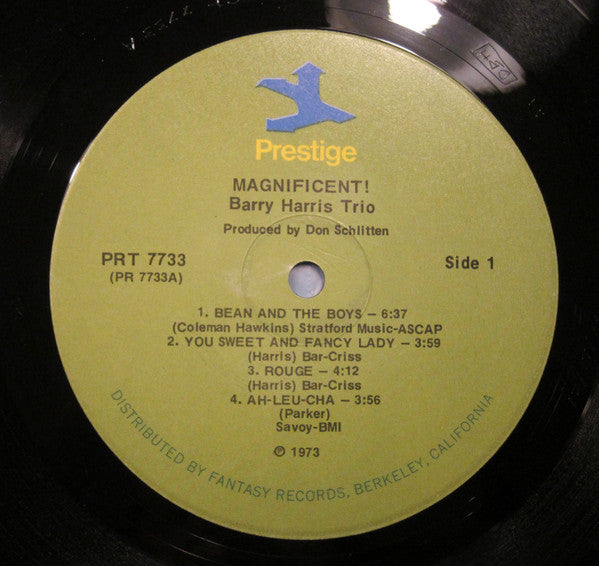 Prestige
MAGNIFICENT!
Barry Harris Trio
Produced by Don Schlitten
PRT 7733
(PR 7733A)
Side 1
1. BEAN AND THE BOYS – 6:37
(Coleman Hawkins) Stratford Music-ASCAP
2. YOU SWEET AND FANCY LADY – 3:59
(Harris) Bar-Criss
3. ROUGE – 4:12
(Harris) Bar-Criss
4. AH-LEU-CHA – 3:56
(Parker)
Savoy-BMI
℗ 1973
DISTRIBUTED BY FANTASY RECORDS, BERKELEY, CALIFORNIA